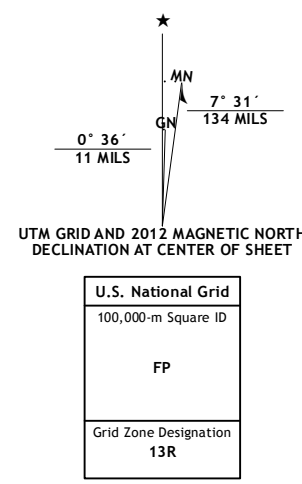 MN
7° 31´
134 MILS
GN
0° 36´
11 MILS
UTM GRID AND 2012 MAGNETIC NORTH
DECLINATION AT CENTER OF SHEET
U.S. National Grid
100,000-m Square ID
FP
Grid Zone Designation
13R